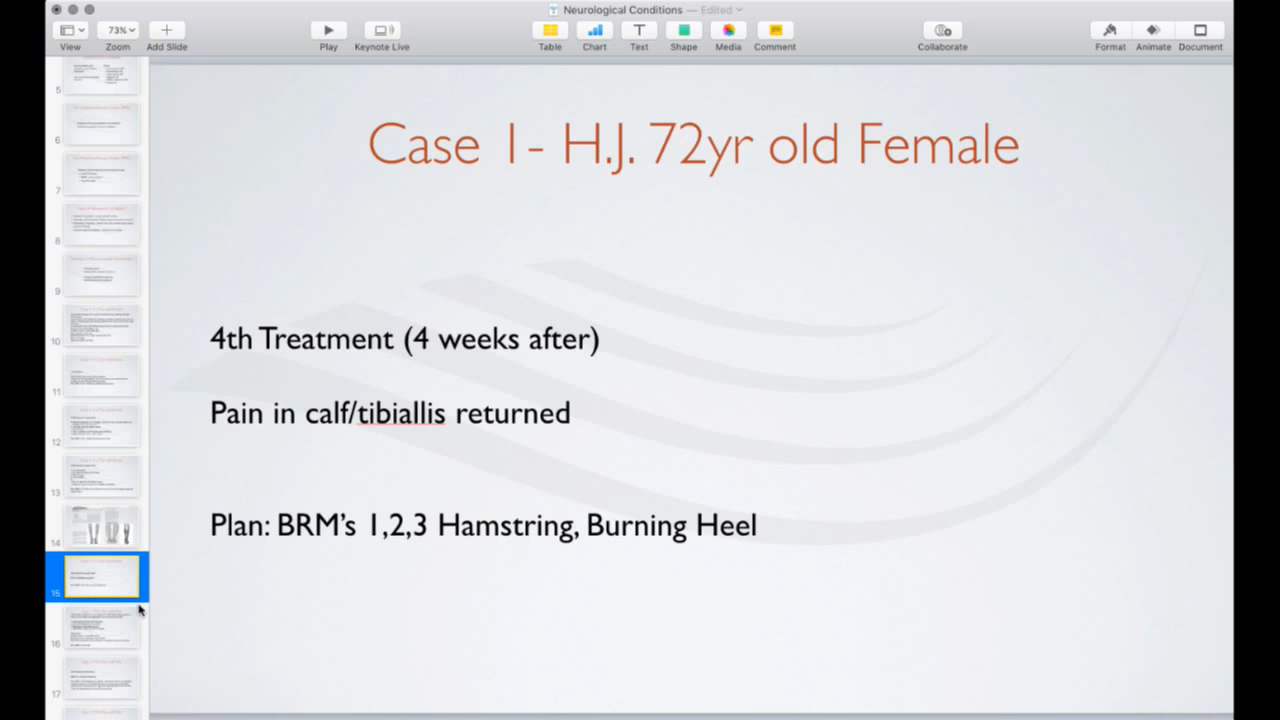 Neurological Conditions — Edited
73%
View
Zoom
Add Slide
Play
Keynote Live
Table
Chart
Text
Shape
Media
Comment
Collaborate
Format
Animate
Document
5
6
7
8
9
10
11
12
13
14
15
16
17
Case 1- H.J. 72yr old Female
4th Treatment (4 weeks after)
Pain in calf/tibiallis returned
Plan: BRM's 1,2,3 Hamstring, Burning Heel